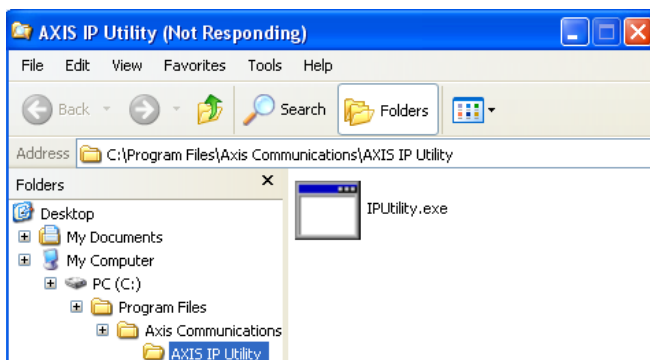 AXIS IP Utility (Not Responding)
File Edit View Favorites Tools Help
Back Search Folders
Address C:\Program Files\Axis Communications\AXIS IP Utility
Folders x
IPUtility.exe
Desktop
My Documents
My Computer
PC (C:)
Program Files
Axis Communications
AXIS IP Utility